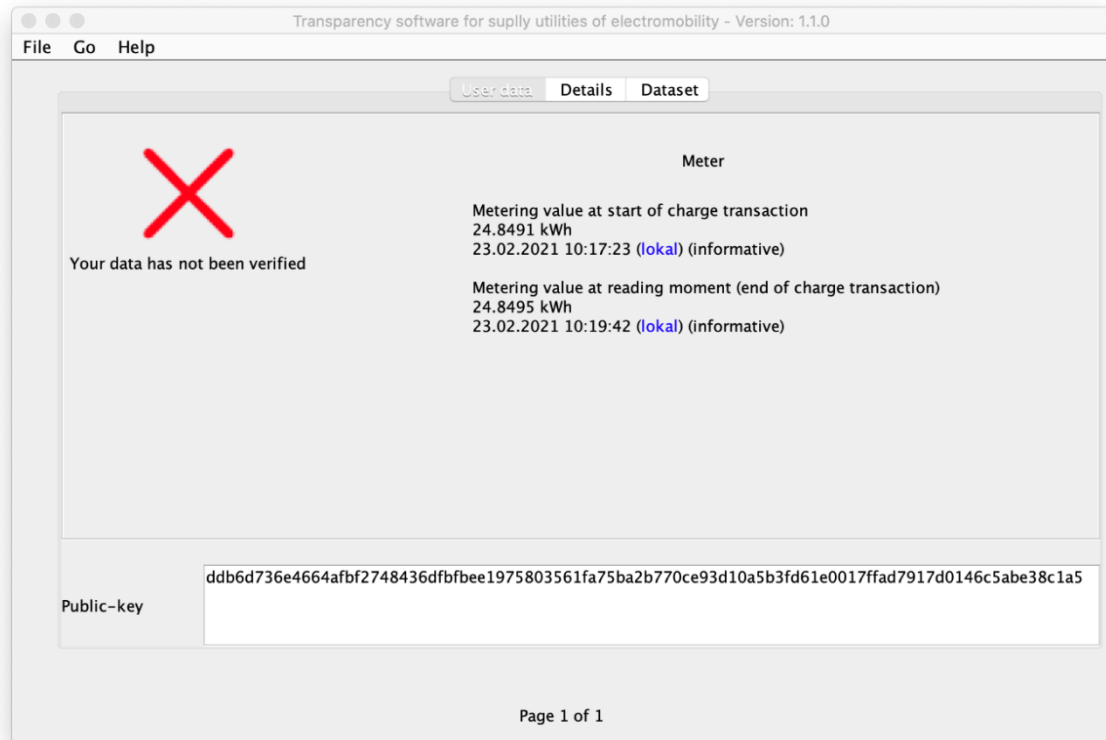 Transparency software for suplly utilities of electromobility - Version: 1.1.0
File Go Help
User data Details Dataset
Meter
Metering value at start of charge transaction
24.8491 kWh
23.02.2021 10:17:23 (lokal) (informative)
Your data has not been verified
Metering value at reading moment (end of charge transaction)
24.8495 kWh
23.02.2021 10:19:42 (lokal) (informative)
Public-key
ddb6d736e4664afbf2748436dfbfbee1975803561fa75ba2b770ce93d10a5b3fd61e0017ffad7917d0146c5abe38c1a5
Page 1 of 1